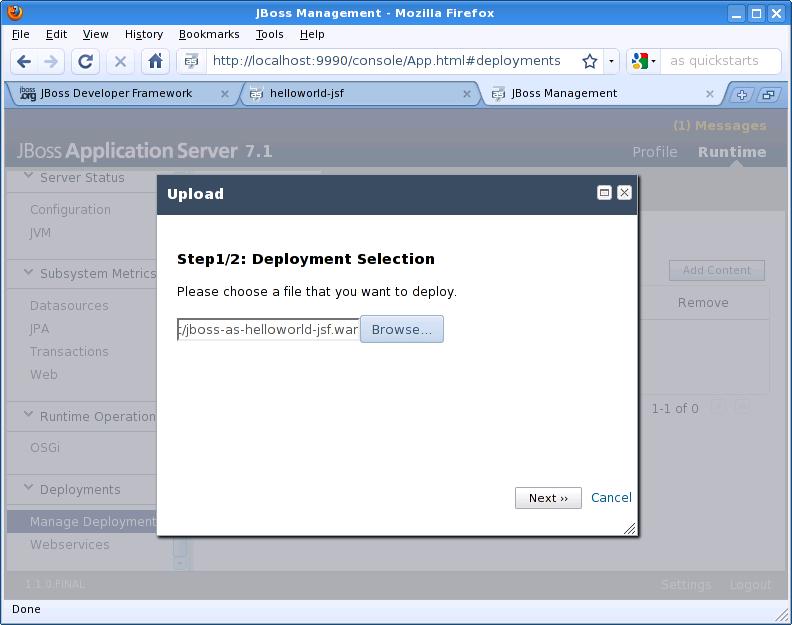 JBoss Management - Mozilla Firefox
File Edit View History Bookmarks Tools Help
http://localhost:9990/console/App.html#deployments as quickstarts
jboss.org JBoss Developer Framework helloworld-jsf JBoss Management
(1) Messages
JBoss Application Server 7.1
Profile Runtime
Server Status
Configuration
JVM
Subsystem Metrics
Datasources
JPA
Transactions
Web
Runtime Operation
OSGi
Deployments
Manage Deployment
Webservices
Upload
Step1/2: Deployment Selection
Please choose a file that you want to deploy.
:/jboss-as-helloworld-jsf.war Browse...
Next ››
Cancel
Add Content
Remove
1-1 of 0
1.1.0.FINAL
Settings Logout
Done